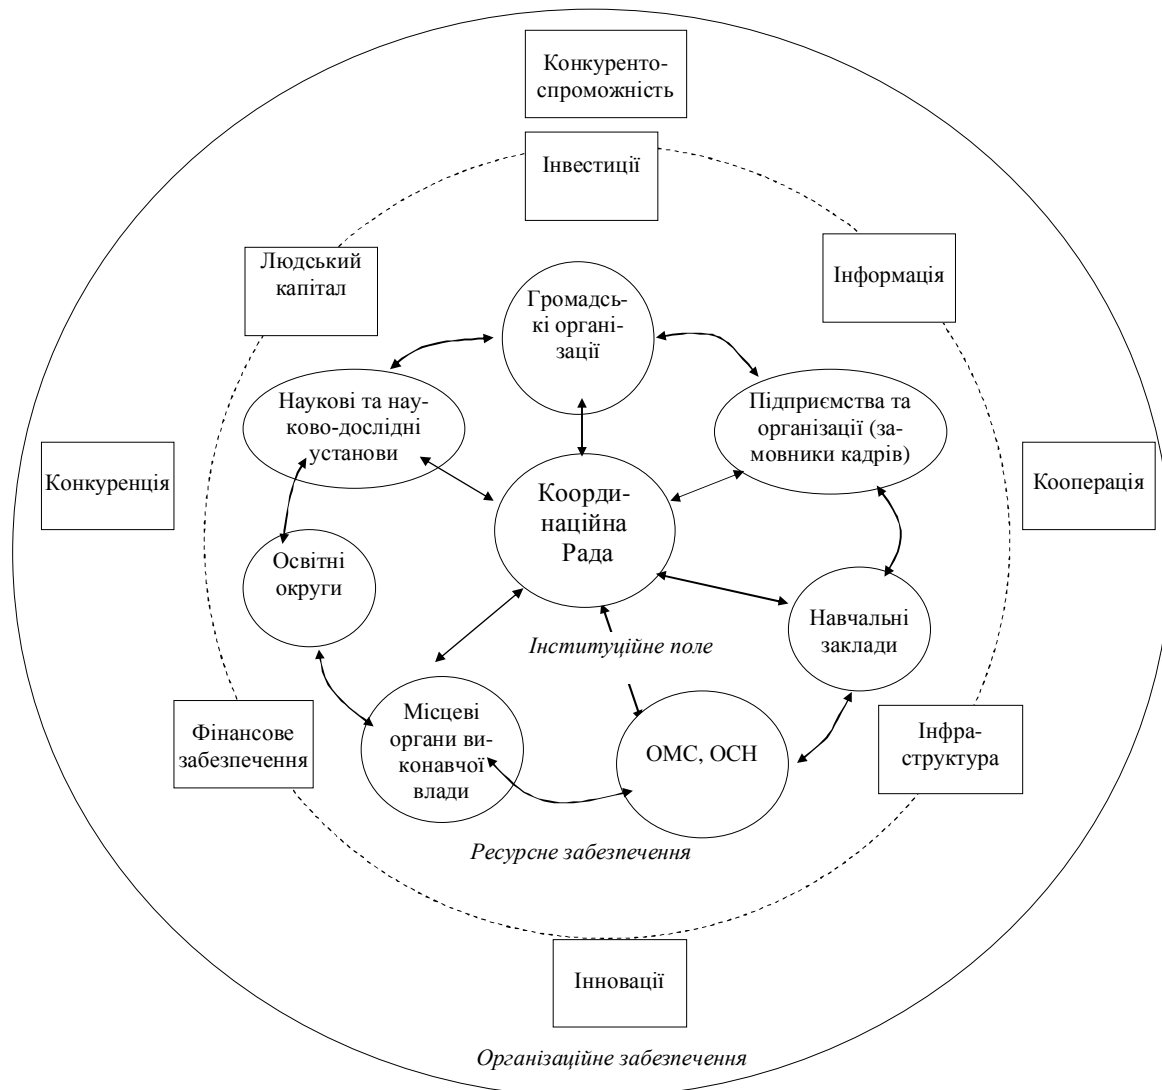 Конкуренто-
спроможність
Інвестиції
Людський
капітал
Інформація
Громадсь-
кі органі-
зації
Наукові та нау-
ково-дослідні
установи
Підприємства та
організації (за-
мовники кадрів)
Конкуренція
Коорди-
наційна
Рада
Кооперація
Освітні
округи
Навчальні
заклади
Інституційне поле
Фінансове
забезпечення
Місцеві
органи ви-
конавчої
влади
ОМС, ОСН
Інфра-
структура
Ресурсне забезпечення
Інновації
Організаційне забезпечення